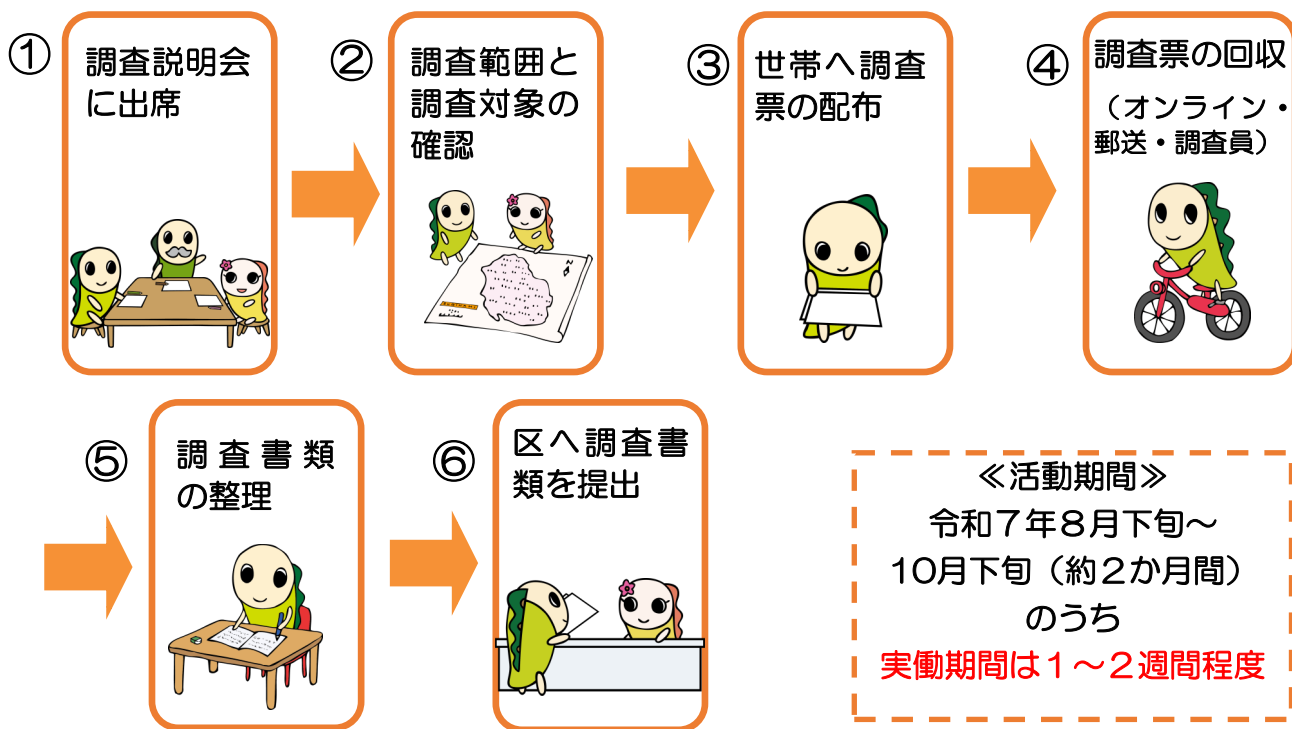 ①
調査説明会
に出席
②
調査範囲と
調査対象の
確認
③
世帯へ調査
票の配布
④
調査票の回収
（オンライン・
郵送・調査員）
⑤
調査書類
の整理
⑥
区へ調査書
類を提出
≪活動期間≫
令和７年８月下旬～
10月下旬（約２か月間）
のうち
実働期間は１～２週間程度